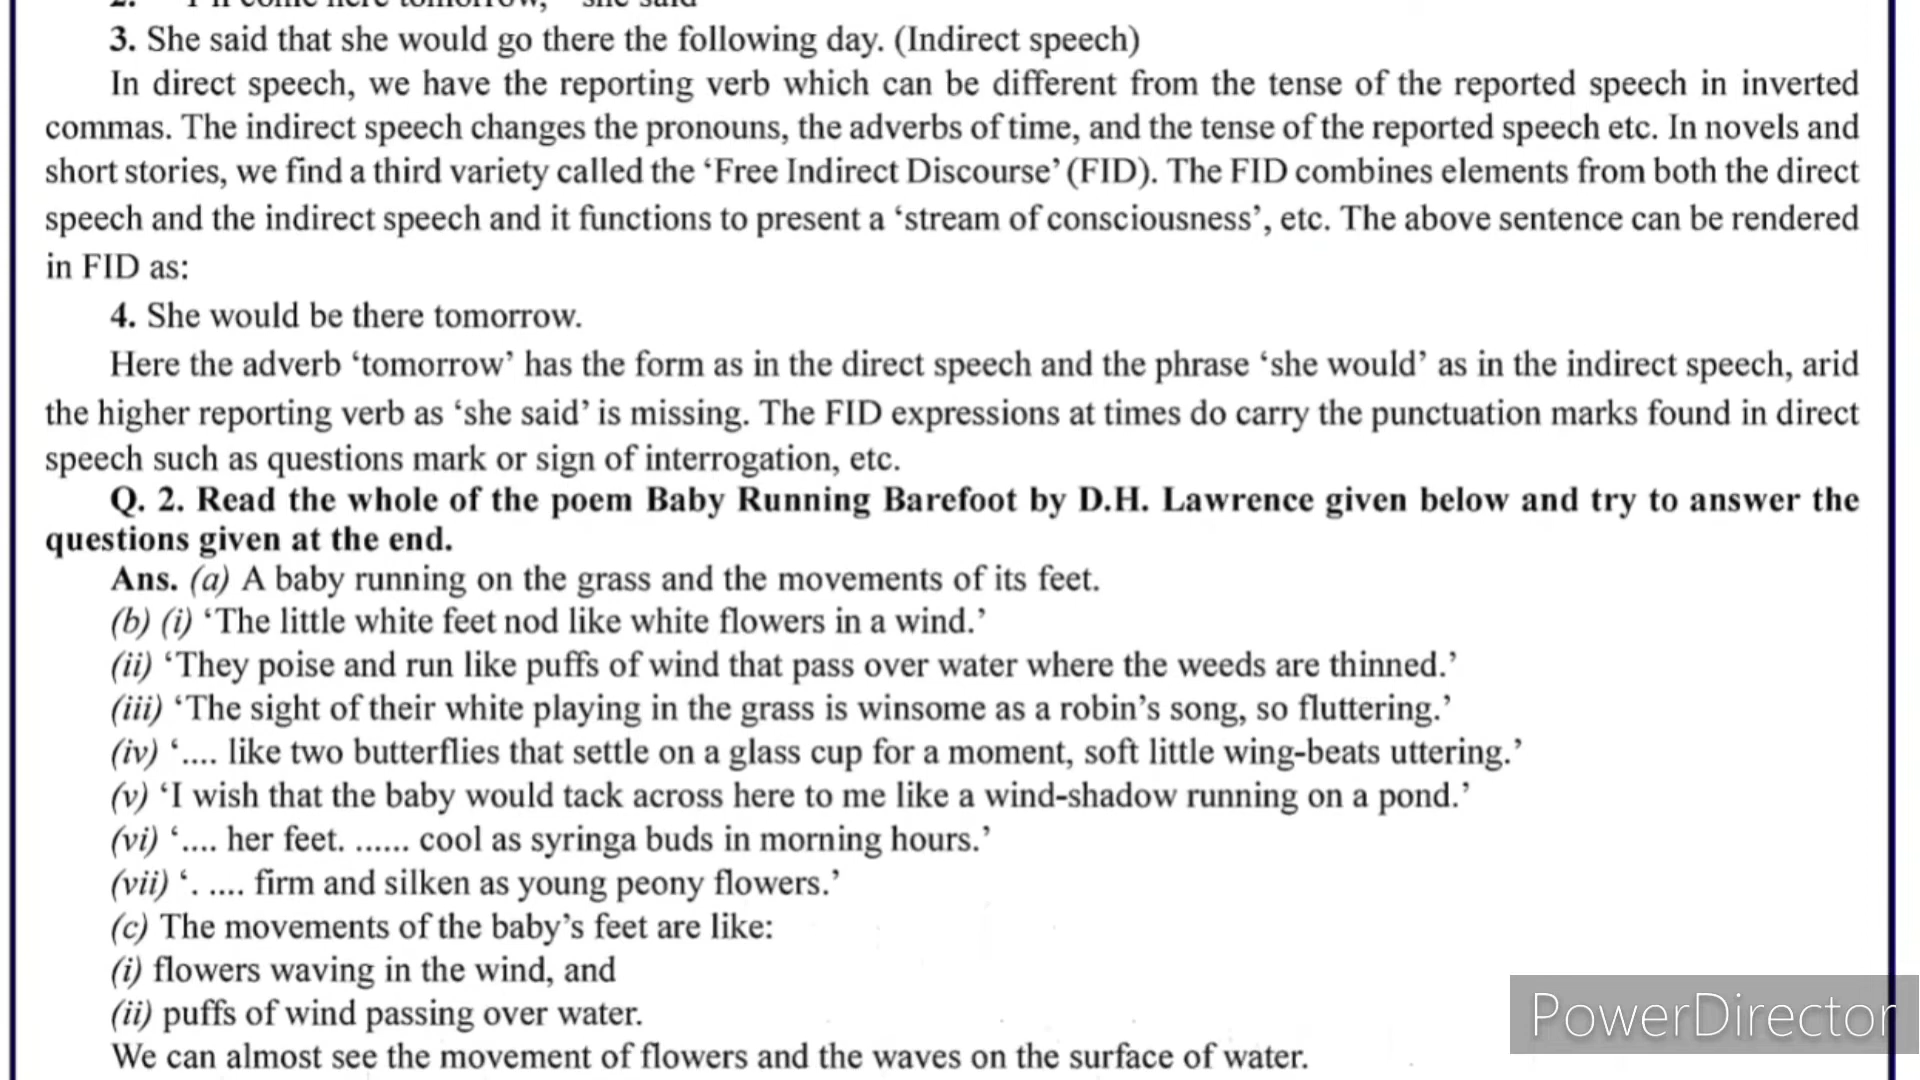 2. "I'll come here tomorrow," she said
3. She said that she would go there the following day. (Indirect speech)
In direct speech, we have the reporting verb which can be different from the tense of the reported speech in inverted
commas. The indirect speech changes the pronouns, the adverbs of time, and the tense of the reported speech etc. In novels and
short stories, we find a third variety called the ‘Free Indirect Discourse’ (FID). The FID combines elements from both the direct
speech and the indirect speech and it functions to present a ‘stream of consciousness’, etc. The above sentence can be rendered
in FID as:
4. She would be there tomorrow.
Here the adverb ‘tomorrow’ has the form as in the direct speech and the phrase ‘she would’ as in the indirect speech, arid
the higher reporting verb as ‘she said’ is missing. The FID expressions at times do carry the punctuation marks found in direct
speech such as questions mark or sign of interrogation, etc.
Q. 2. Read the whole of the poem Baby Running Barefoot by D.H. Lawrence given below and try to answer the
questions given at the end.
Ans. (a) A baby running on the grass and the movements of its feet.
(b) (i) ‘The little white feet nod like white flowers in a wind.’
(ii) ‘They poise and run like puffs of wind that pass over water where the weeds are thinned.’
(iii) ‘The sight of their white playing in the grass is winsome as a robin’s song, so fluttering.’
(iv) ‘.... like two butterflies that settle on a glass cup for a moment, soft little wing-beats uttering.’
(v) ‘I wish that the baby would tack across here to me like a wind-shadow running on a pond.’
(vi) ‘.... her feet. ...... cool as syringa buds in morning hours.’
(vii) ‘. .... firm and silken as young peony flowers.’
(c) The movements of the baby’s feet are like:
(i) flowers waving in the wind, and
(ii) puffs of wind passing over water.
We can almost see the movement of flowers and the waves on the surface of water.
PowerDirector